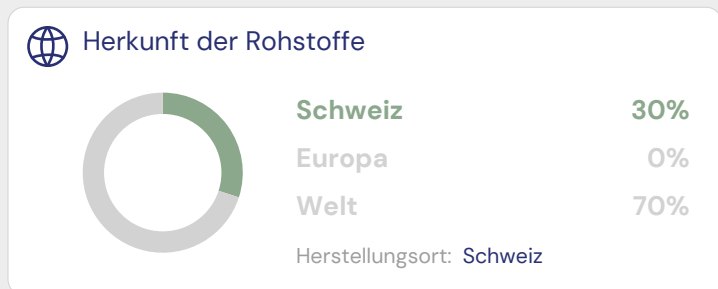 Herkunft der Rohstoffe
Schweiz 30%
Europa 0%
Welt 70%
Herstellungsort: Schweiz